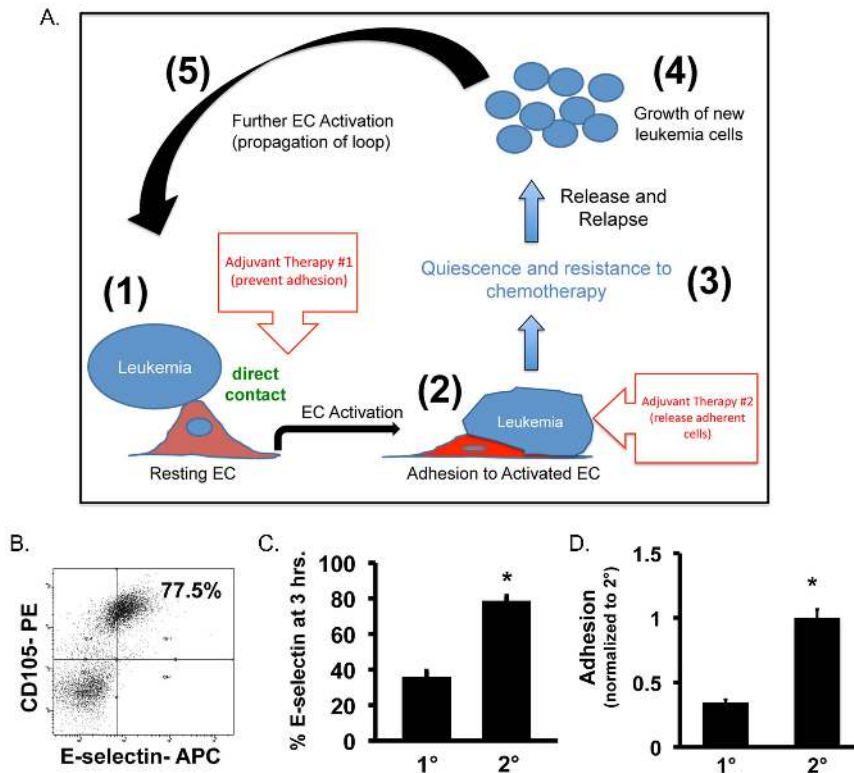 A.
(5)
Further EC Activation
(propagation of loop)
(4)
Growth of new
leukemia cells
Release and
Relapse
Adjuvant Therapy #1
(prevent adhesion)
Quiescence and resistance to
chemotherapy
(3)
(1)
Leukemia
direct
contact
EC Activation
(2)
Leukemia
Adjuvant Therapy #2
(release adherent
cells)
Resting EC
Adhesion to Activated EC
B.
77.5%
CD105- PE
E-selectin- APC
C.
% E-selectin at 3 hrs.
100
80
60
40
20
0
*
1°
2°
D.
Adhesion
(normalized to 2°)
1.5
1
0.5
0
*
1°
2°